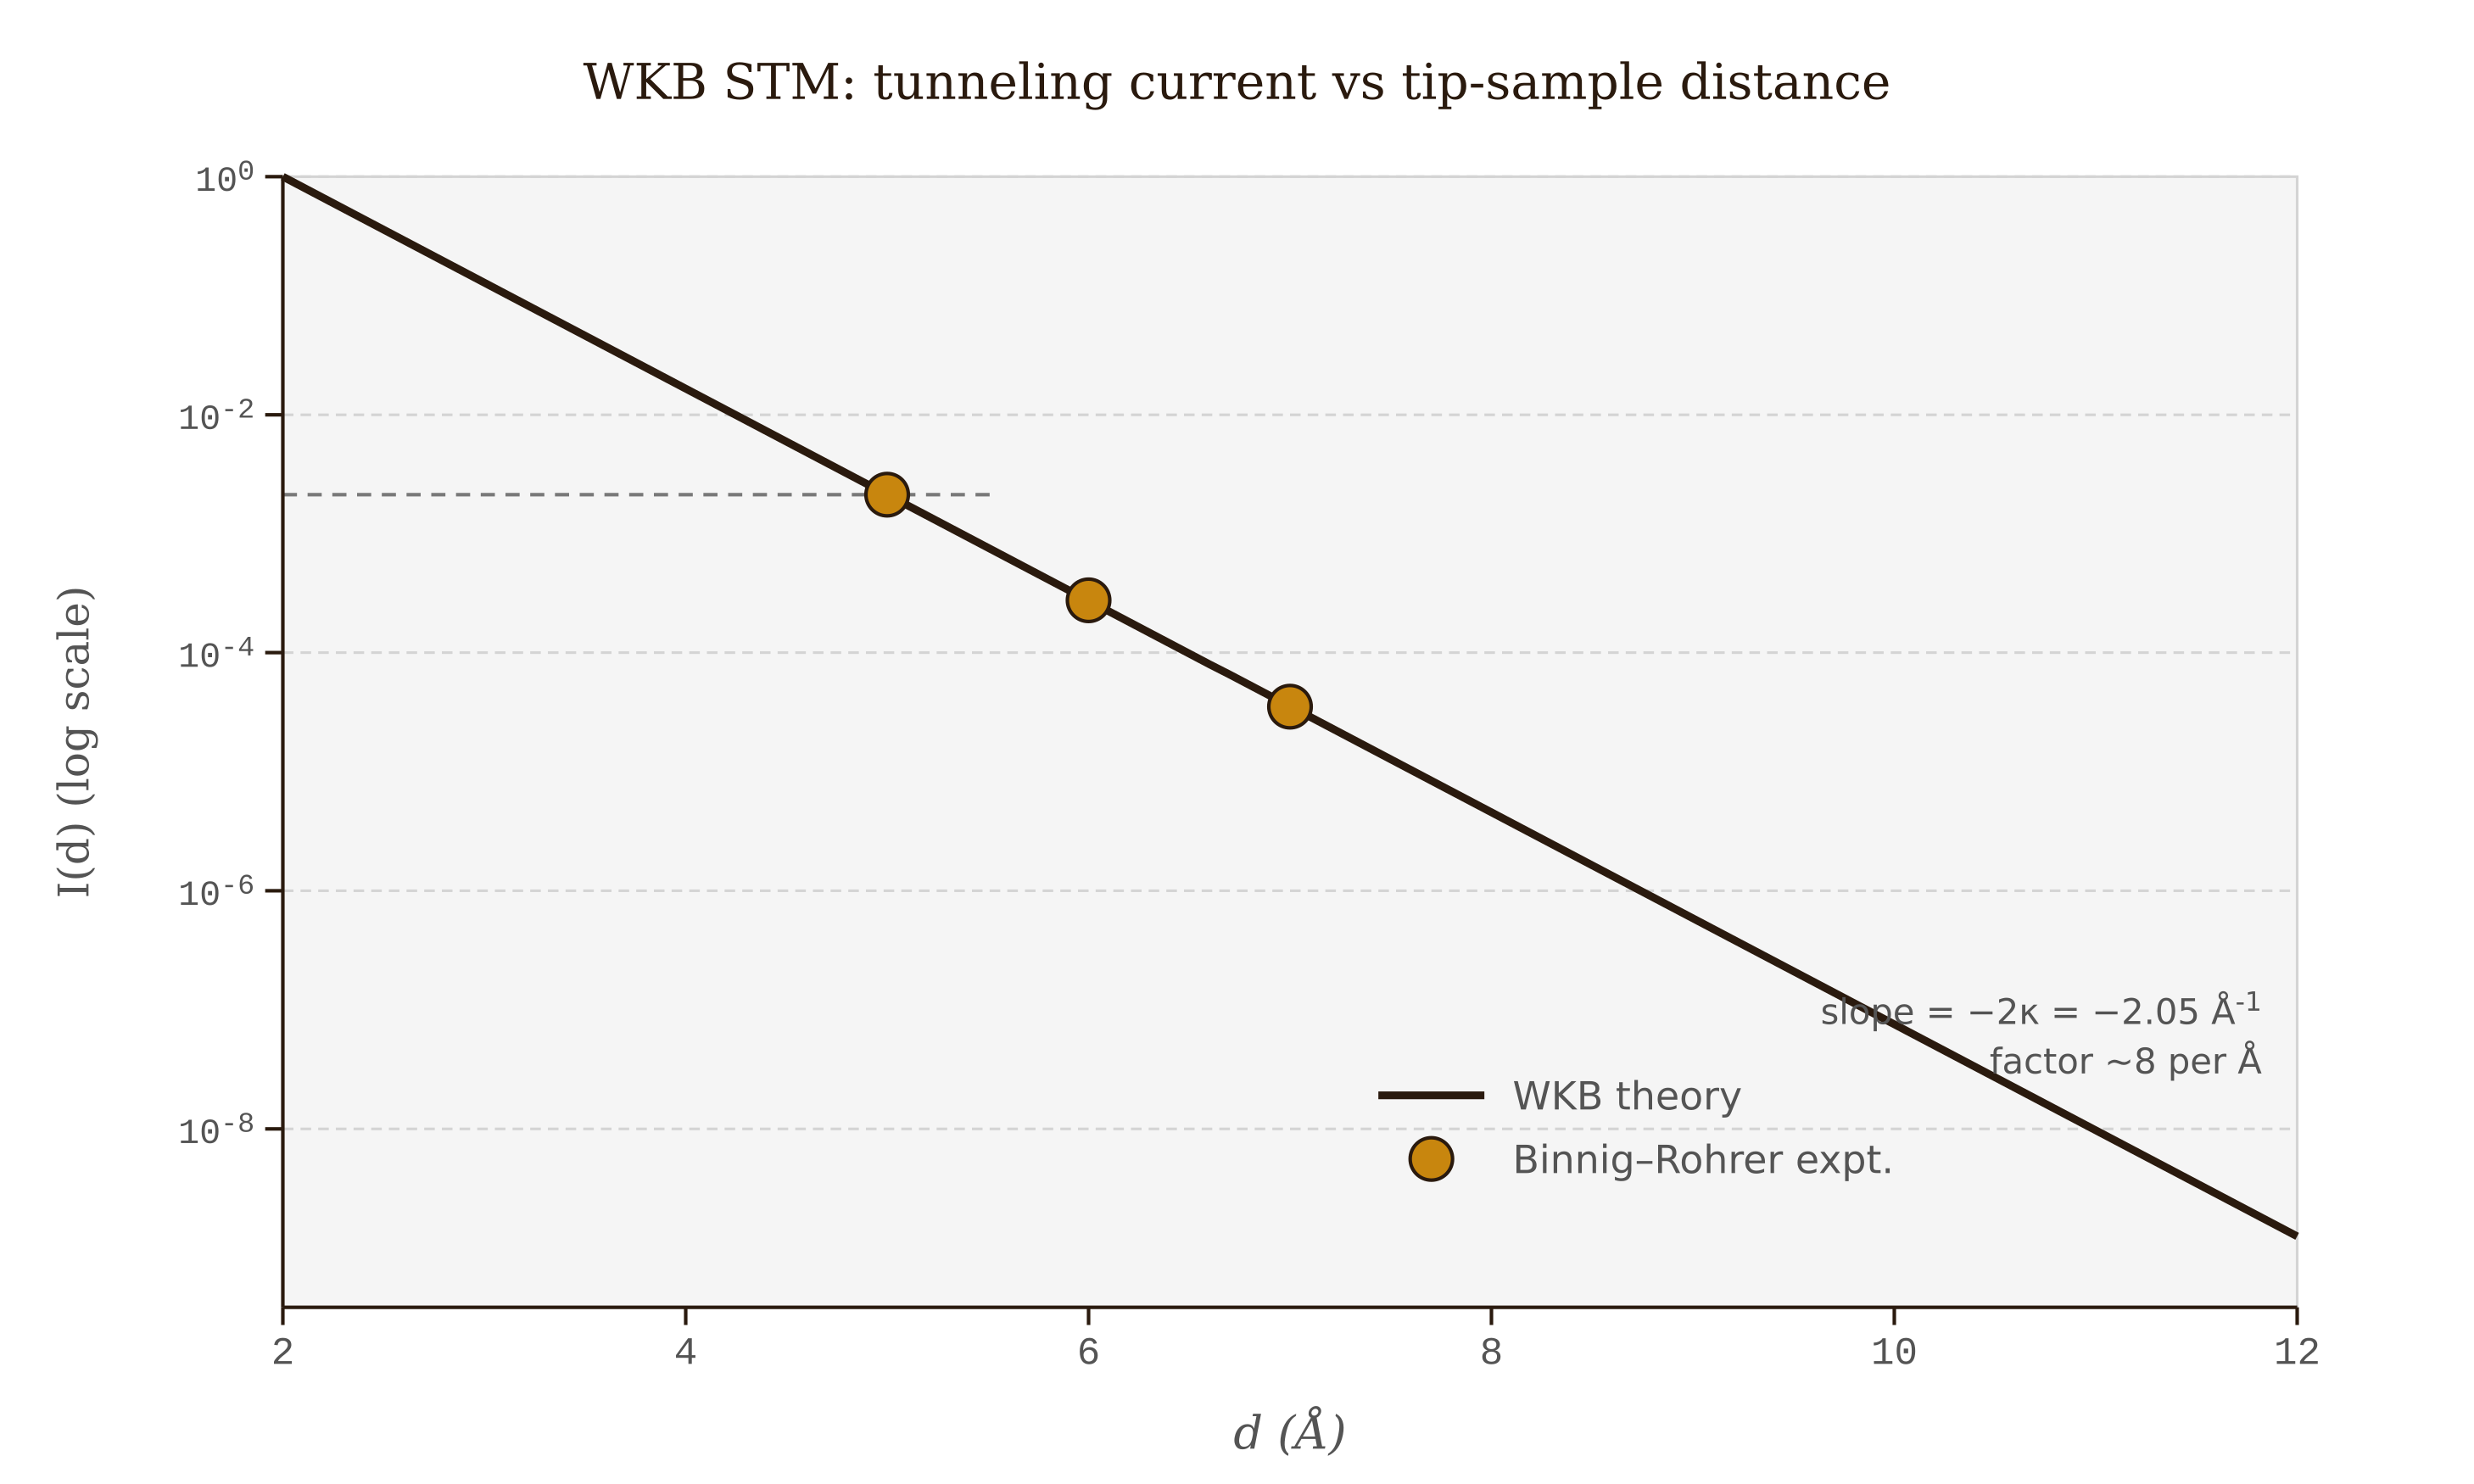 WKB STM: tunneling current vs tip-sample distance
I(d) (log scale)
10⁰
10⁻²
10⁻⁴
10⁻⁶
10⁻⁸
slope = −2κ = −2.05 Å⁻¹
factor ~8 per Å
WKB theory
Binnig–Rohrer expt.
2 4 6 8 10 12
d (Å)